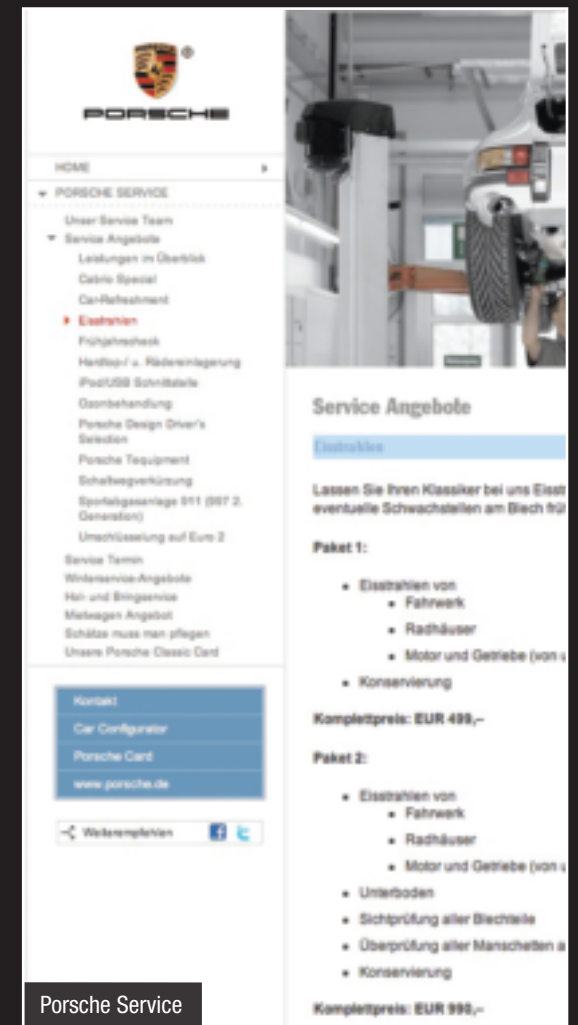 PORSCHE
HOME
PORSCHE SERVICE
Unser Service Team
Service Angebote
Leistungen im Überblick
Cabrio Special
Car-Refreshment
Eisstrahlen
Frühjahrscheck
Hardtop-/ u. Rädereinlagerung
iPod/USB Schnittstelle
Ozonbehandlung
Porsche Design Driver's
Selection
Porsche Tequipment
Schaltwegverkürzung
Sportabgasanlage 911 (997 2.
Generation)
Umschlüsselung auf Euro 2
Service Termin
Winterservice-Angebote
Hol- und Bringservice
Mietwagen Angebot
Schätze muss man pflegen
Unsere Porsche Classic Card
Kontakt
Car Configurator
Porsche Card
www.porsche.de
Weiterempfehlen
Service Angebote
Eisstrahlen
Lassen Sie Ihren Klassiker bei uns Eisst
eventuelle Schwachstellen am Blech frü
Paket 1:
Eisstrahlen von
Fahrwerk
Radhäuser
Motor und Getriebe (von u
Konservierung
Komplettpreis: EUR 499,–
Paket 2:
Eisstrahlen von
Fahrwerk
Radhäuser
Motor und Getriebe (von u
Unterboden
Sichtprüfung aller Blechteile
Überprüfung aller Manschetten a
Konservierung
Komplettpreis: EUR 990,–
Porsche Service